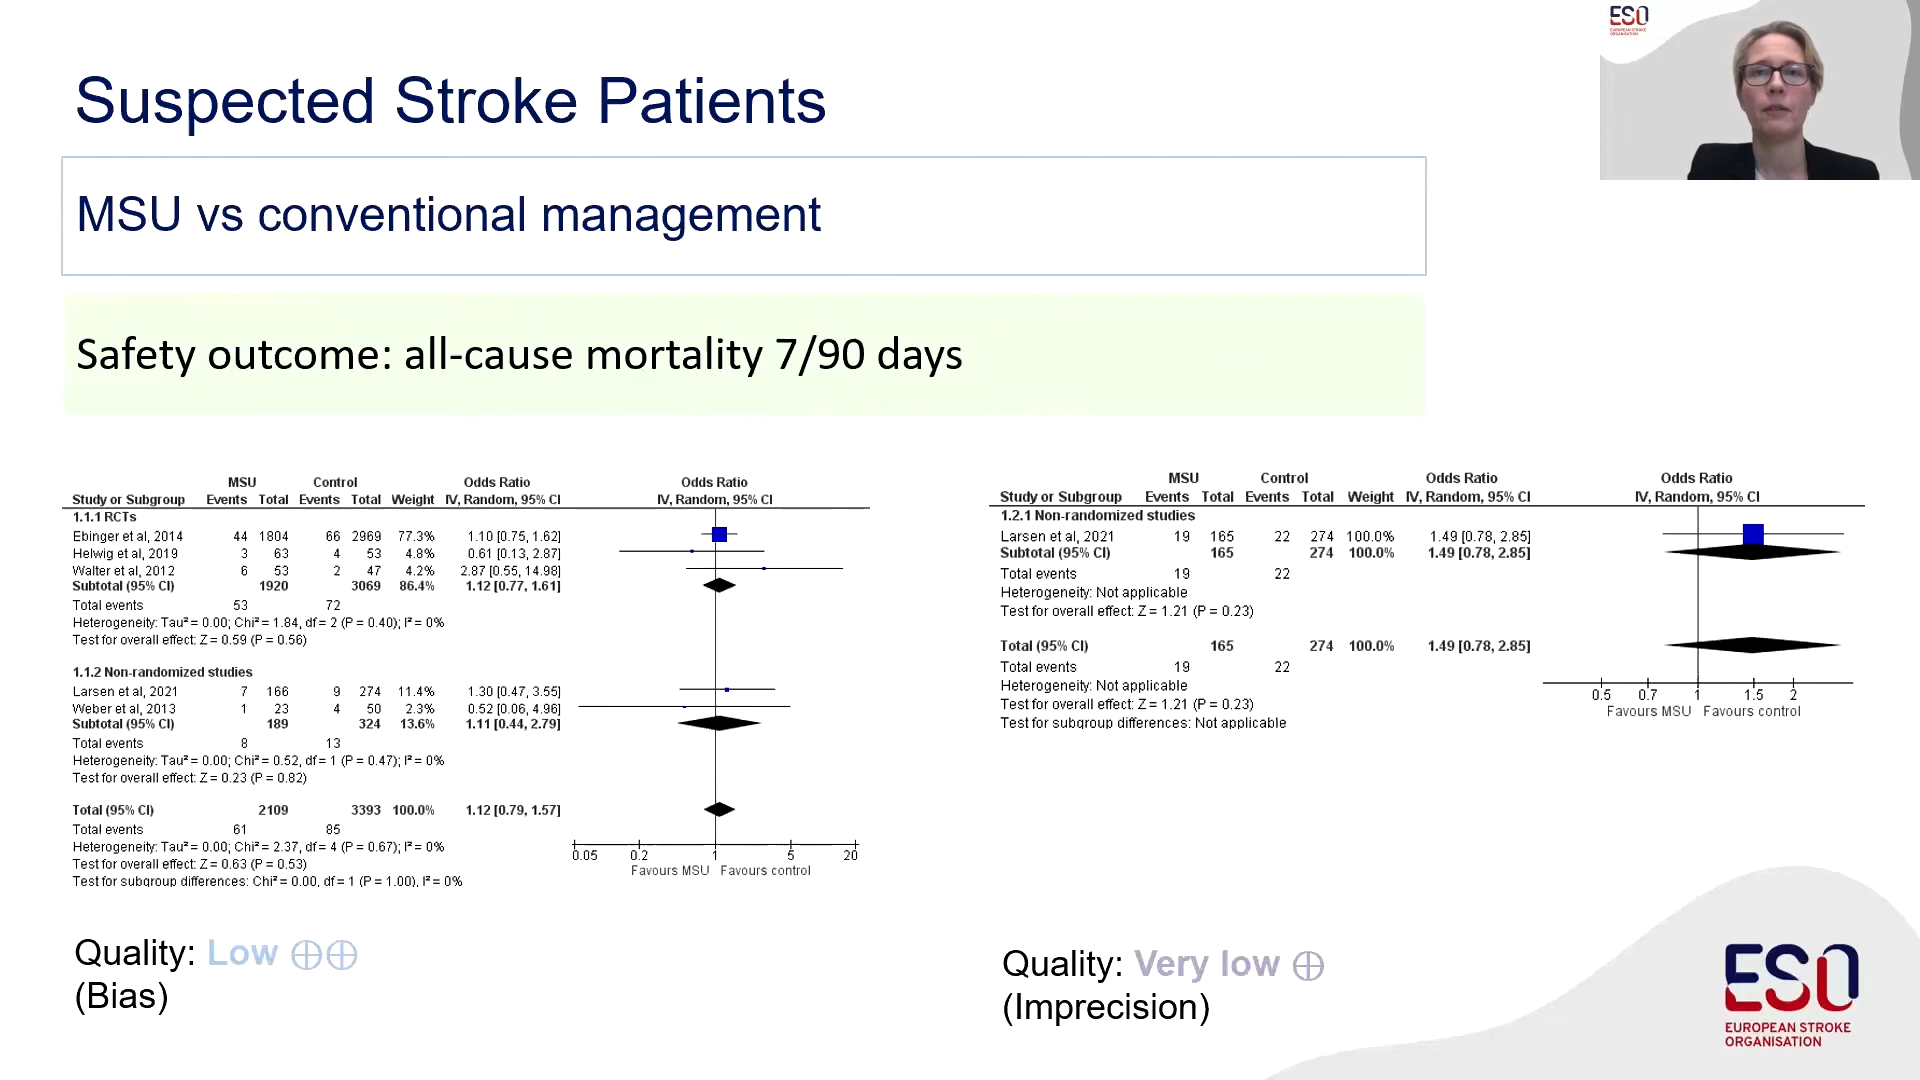 ESO
EUROPEAN STROKE
ORGANISATION
Suspected Stroke Patients
MSU vs conventional management
Safety outcome: all-cause mortality 7/90 days
MSU Control Odds Ratio Odds Ratio
Study or Subgroup Events Total Events Total Weight IV, Random, 95% CI IV, Random, 95% CI
1.1.1 RCTs
Ebinger et al, 2014 44 1804 66 2969 77.3% 1.10 [0.75, 1.62]
Helwig et al, 2019 3 63 4 53 4.8% 0.61 [0.13, 2.87]
Walter et al, 2012 6 53 2 47 4.2% 2.87 [0.55, 14.98]
Subtotal (95% CI) 1920 3069 86.4% 1.12 [0.77, 1.61]
Total events 53 72
Heterogeneity: Tau² = 0.00; Chi² = 1.84, df = 2 (P = 0.40); I² = 0%
Test for overall effect: Z = 0.59 (P = 0.56)
1.1.2 Non-randomized studies
Larsen et al, 2021 7 166 9 274 11.4% 1.30 [0.47, 3.55]
Weber et al, 2013 1 23 4 50 2.3% 0.52 [0.06, 4.96]
Subtotal (95% CI) 189 324 13.6% 1.11 [0.44, 2.79]
Total events 8 13
Heterogeneity: Tau² = 0.00; Chi² = 0.52, df = 1 (P = 0.47); I² = 0%
Test for overall effect: Z = 0.23 (P = 0.82)
Total (95% CI) 2109 3393 100.0% 1.12 [0.79, 1.57]
Total events 61 85
Heterogeneity: Tau² = 0.00; Chi² = 2.37, df = 4 (P = 0.67); I² = 0%
Test for overall effect: Z = 0.63 (P = 0.53)
Test for subgroup differences: Chi² = 0.00, df = 1 (P = 1.00), I² = 0%
0.05 0.2 1 5 20
Favours MSU Favours control
MSU Control Odds Ratio Odds Ratio
Study or Subgroup Events Total Events Total Weight IV, Random, 95% CI IV, Random, 95% CI
1.2.1 Non-randomized studies
Larsen et al, 2021 19 165 22 274 100.0% 1.49 [0.78, 2.85]
Subtotal (95% CI) 165 274 100.0% 1.49 [0.78, 2.85]
Total events 19 22
Heterogeneity: Not applicable
Test for overall effect: Z = 1.21 (P = 0.23)
Total (95% CI) 165 274 100.0% 1.49 [0.78, 2.85]
Total events 19 22
Heterogeneity: Not applicable
Test for overall effect: Z = 1.21 (P = 0.23)
Test for subgroup differences: Not applicable
0.5 0.7 1 1.5 2
Favours MSU Favours control
Quality: Low ⊕⊕
(Bias)
Quality: Very low ⊕
(Imprecision)
ESO
EUROPEAN STROKE
ORGANISATION